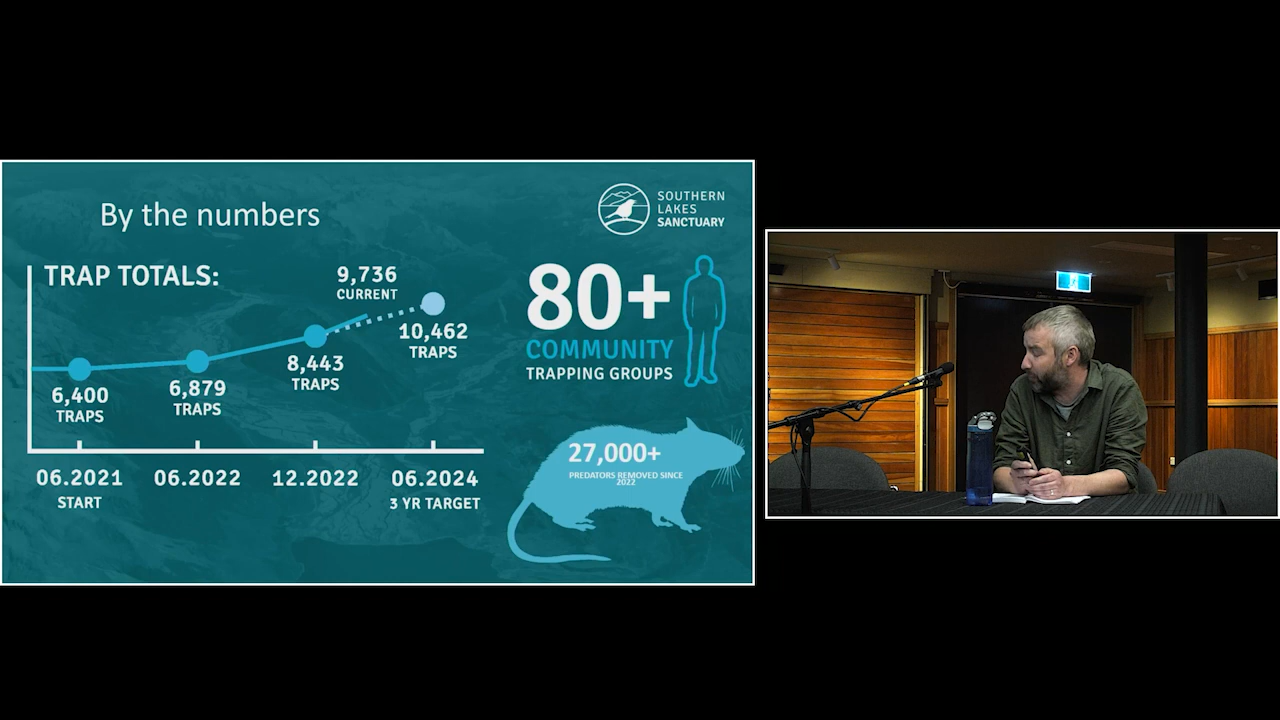 By the numbers
SOUTHERN
LAKES
SANCTUARY
TRAP TOTALS:
9,736
CURRENT
10,462
TRAPS
8,443
TRAPS
6,879
TRAPS
6,400
TRAPS
06.2021
START
06.2022
12.2022
06.2024
3 YR TARGET
80+
COMMUNITY
TRAPPING GROUPS
27,000+
PREDATORS REMOVED SINCE
2022